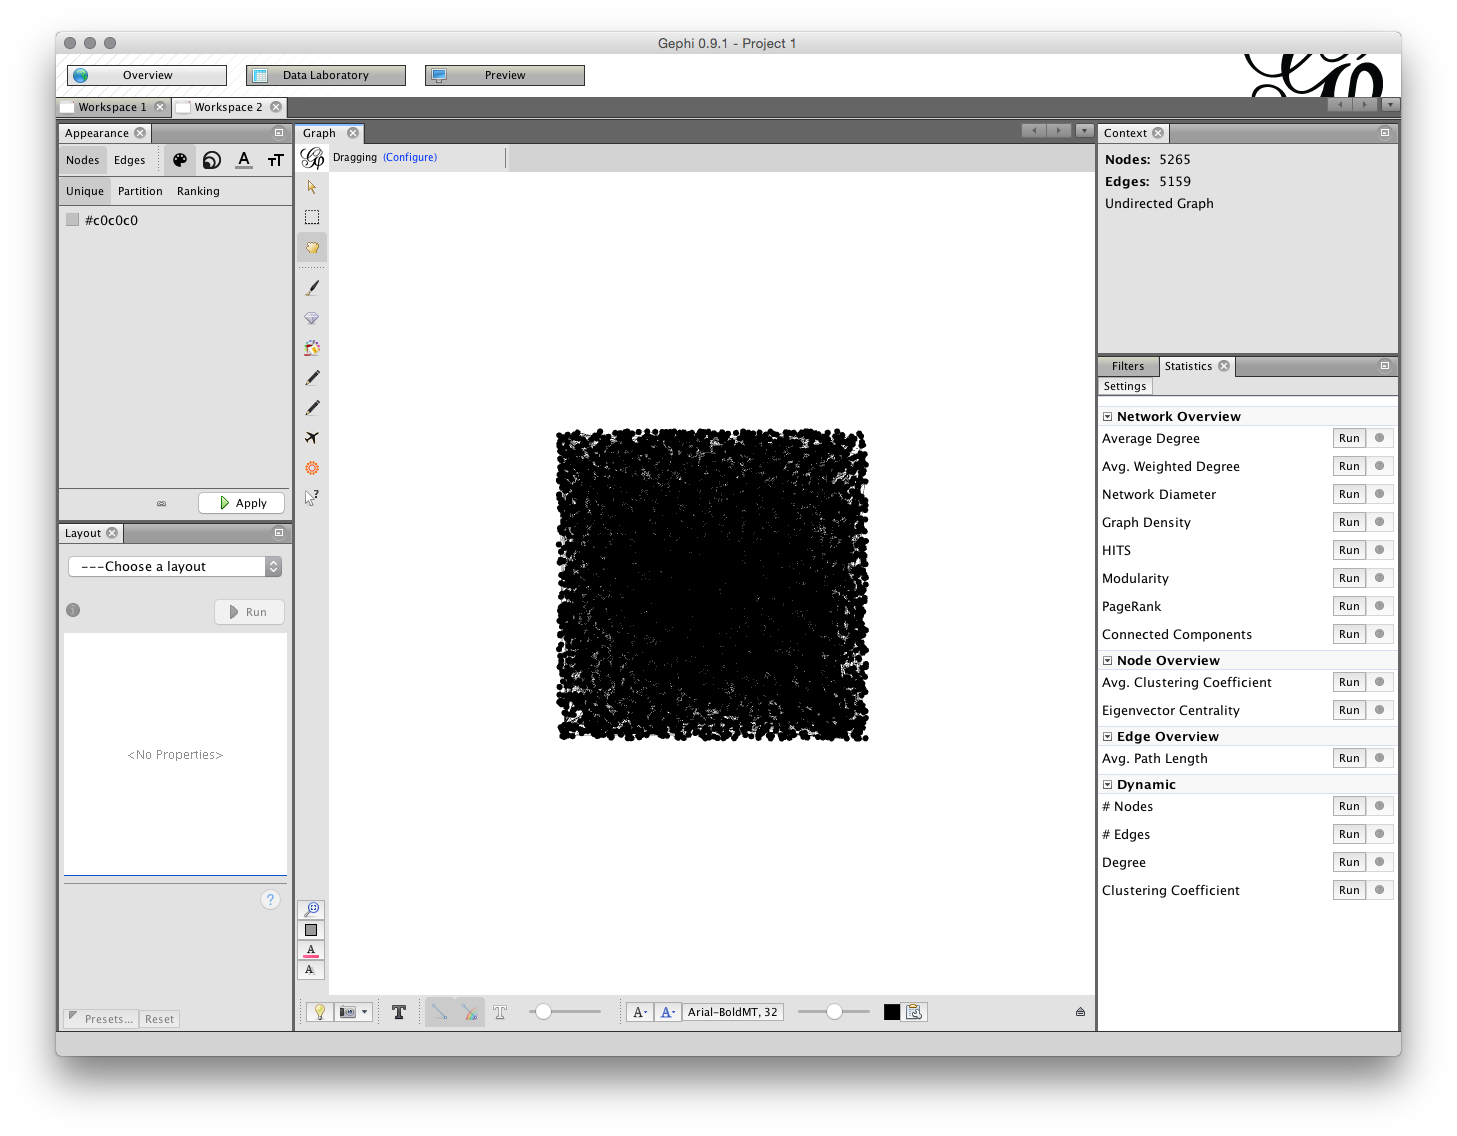 Gephi 0.9.1 - Project 1
Overview
Data Laboratory
Preview
Workspace 1
Workspace 2
Appearance
Nodes
Edges
Unique
Partition
Ranking
#c0c0c0
Apply
Layout
---Choose a layout
Run
<No Properties>
?
Presets...
Reset
Graph
Dragging (Configure)
Arial-BoldMT, 32
Context
Nodes: 5265
Edges: 5159
Undirected Graph
Filters
Statistics
Settings
Network Overview
Average Degree Run
Avg. Weighted Degree Run
Network Diameter Run
Graph Density Run
HITS Run
Modularity Run
PageRank Run
Connected Components Run
Node Overview
Avg. Clustering Coefficient Run
Eigenvector Centrality Run
Edge Overview
Avg. Path Length Run
Dynamic
# Nodes Run
# Edges Run
Degree Run
Clustering Coefficient Run